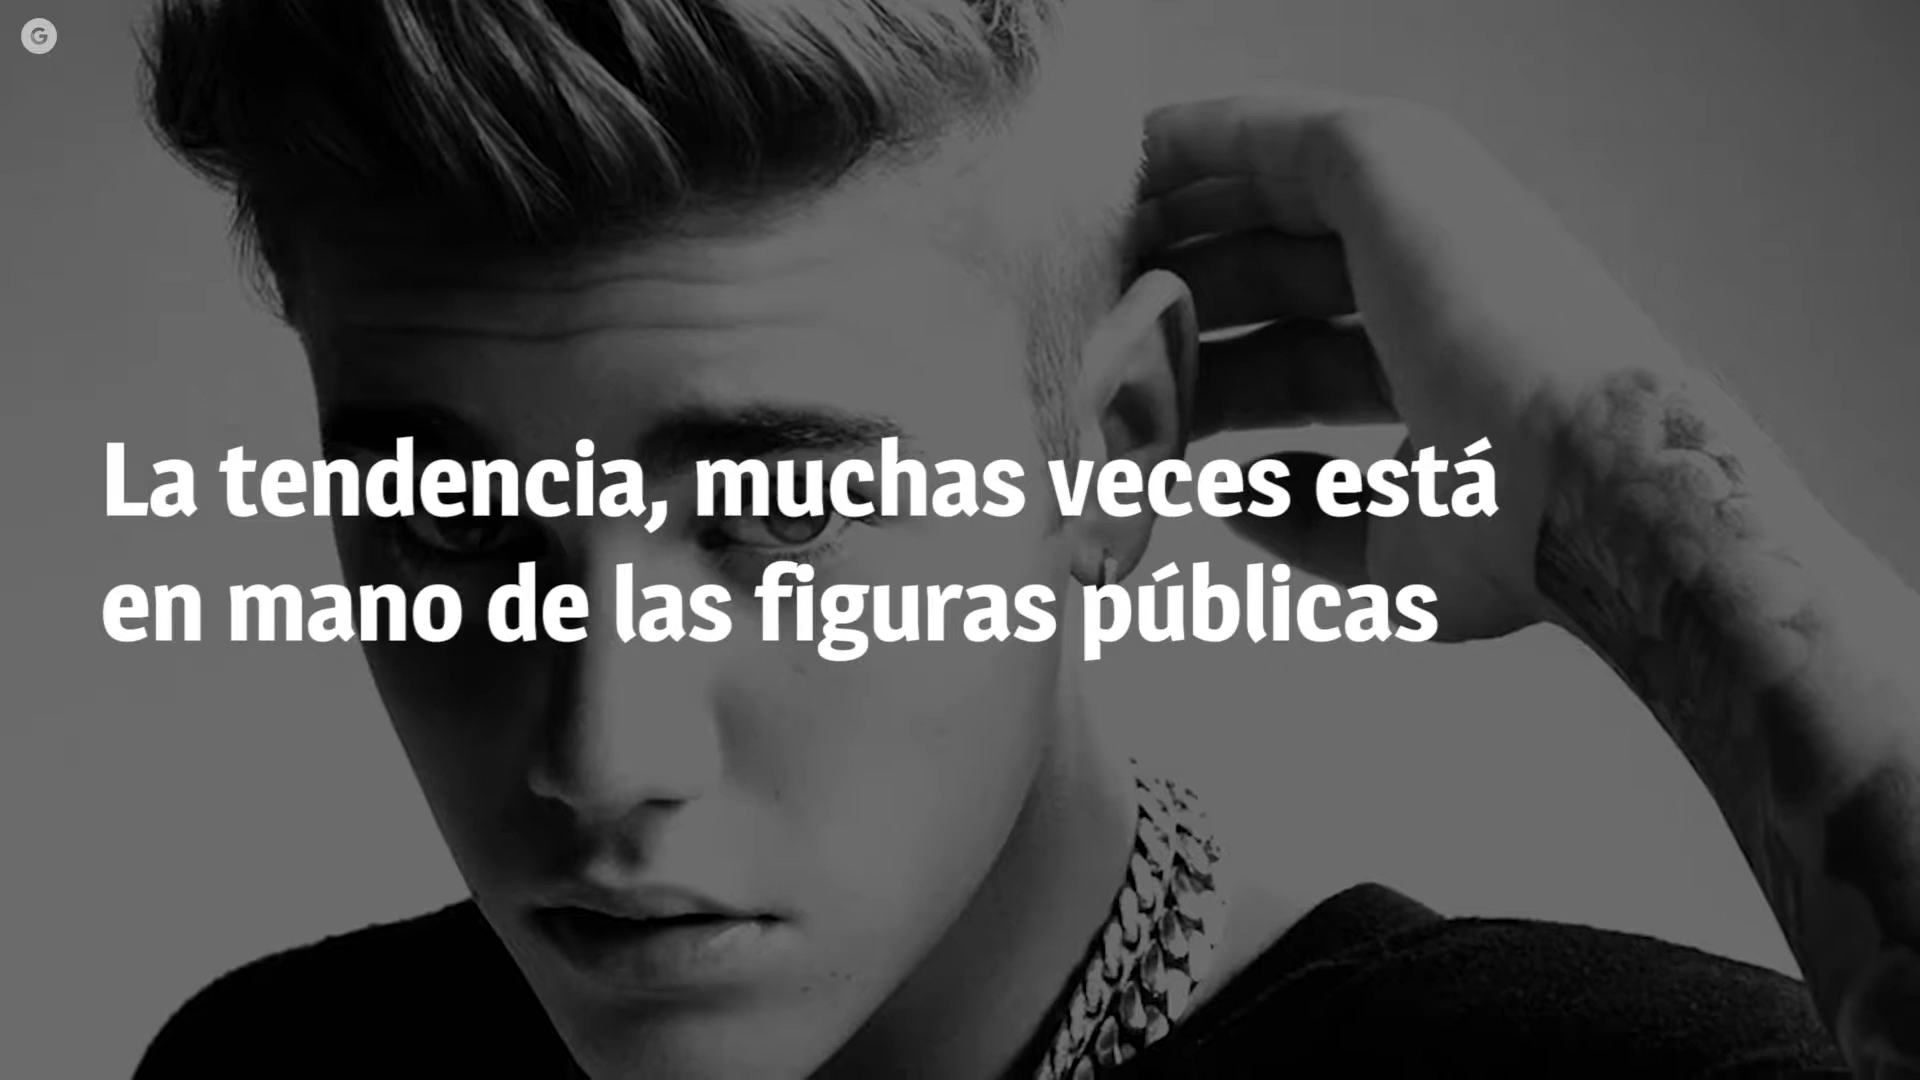 G
La tendencia, muchas veces está
en mano de las figuras públicas